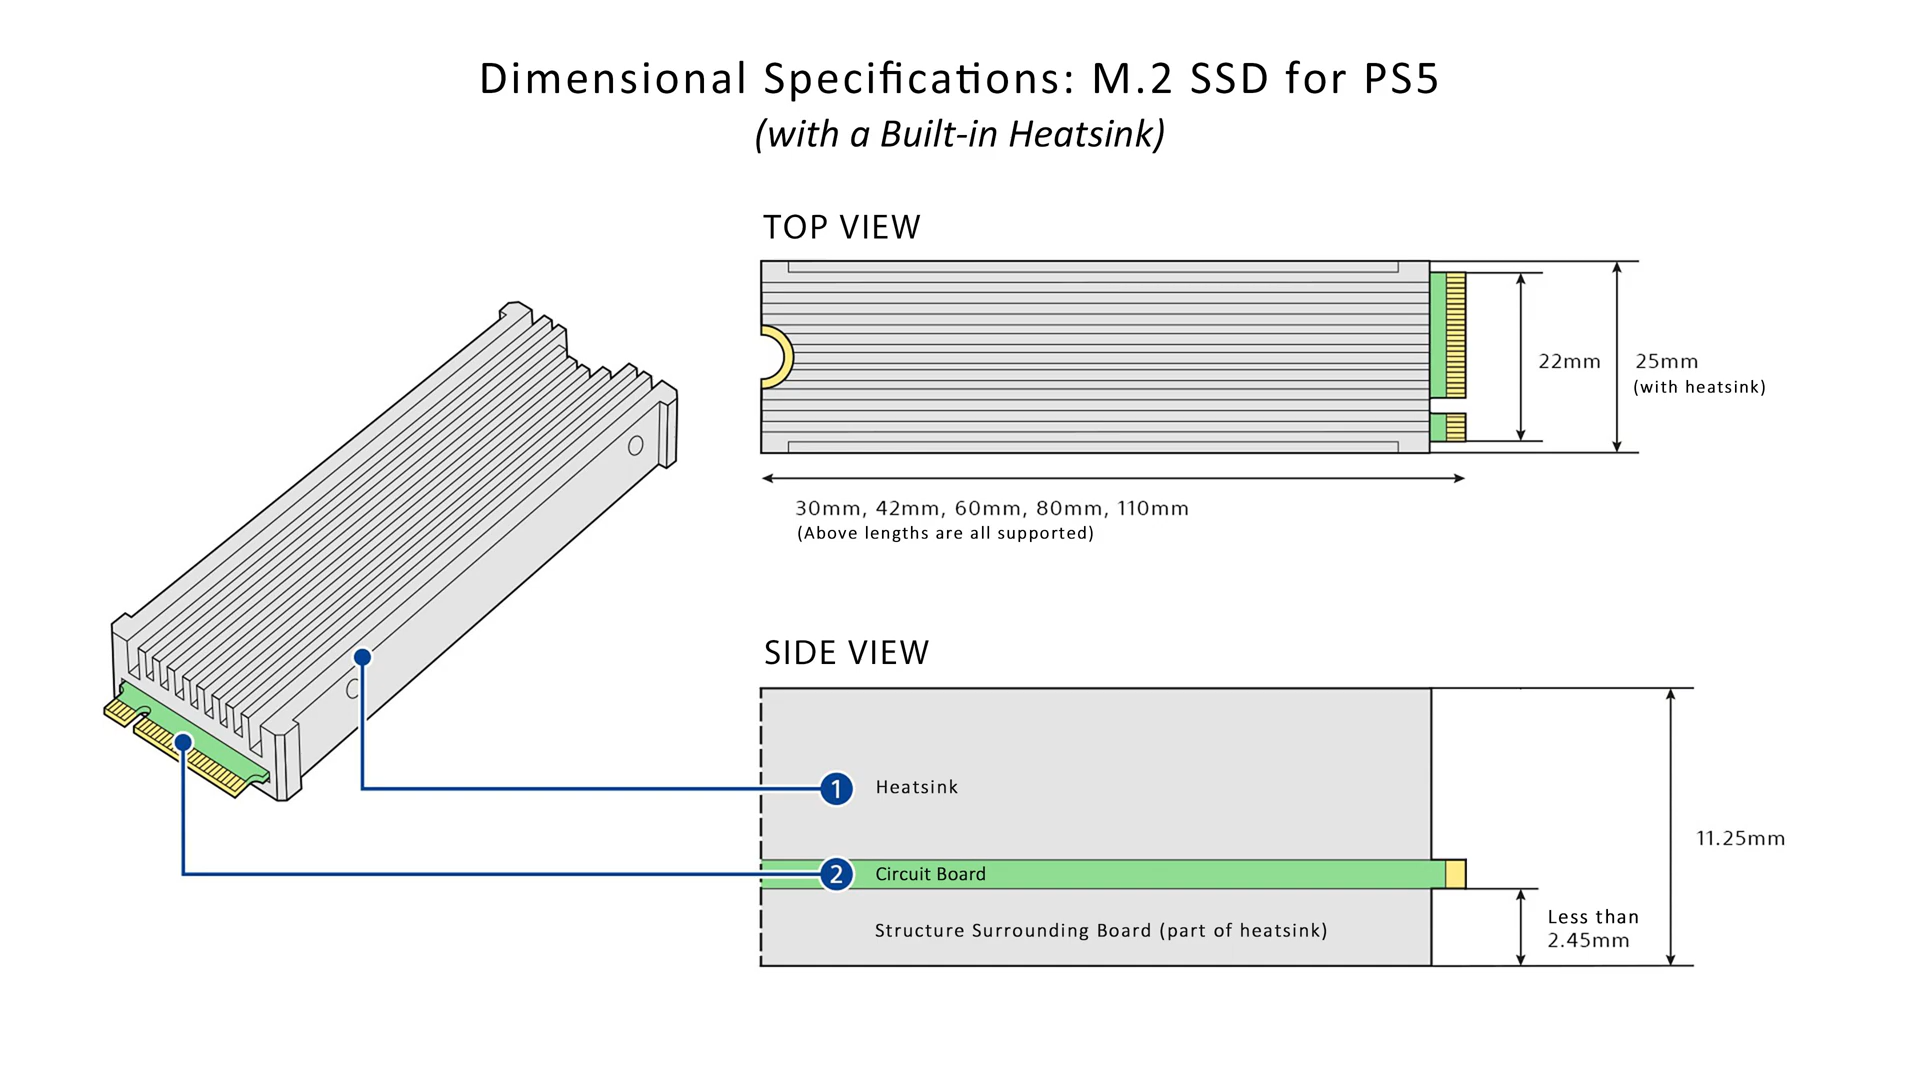 Dimensional Specifications: M.2 SSD for PS5
(with a Built-in Heatsink)
TOP VIEW
22mm
25mm
(with heatsink)
30mm, 42mm, 60mm, 80mm, 110mm
(Above lengths are all supported)
SIDE VIEW
1 Heatsink
11.25mm
2 Circuit Board
Less than
2.45mm
Structure Surrounding Board (part of heatsink)